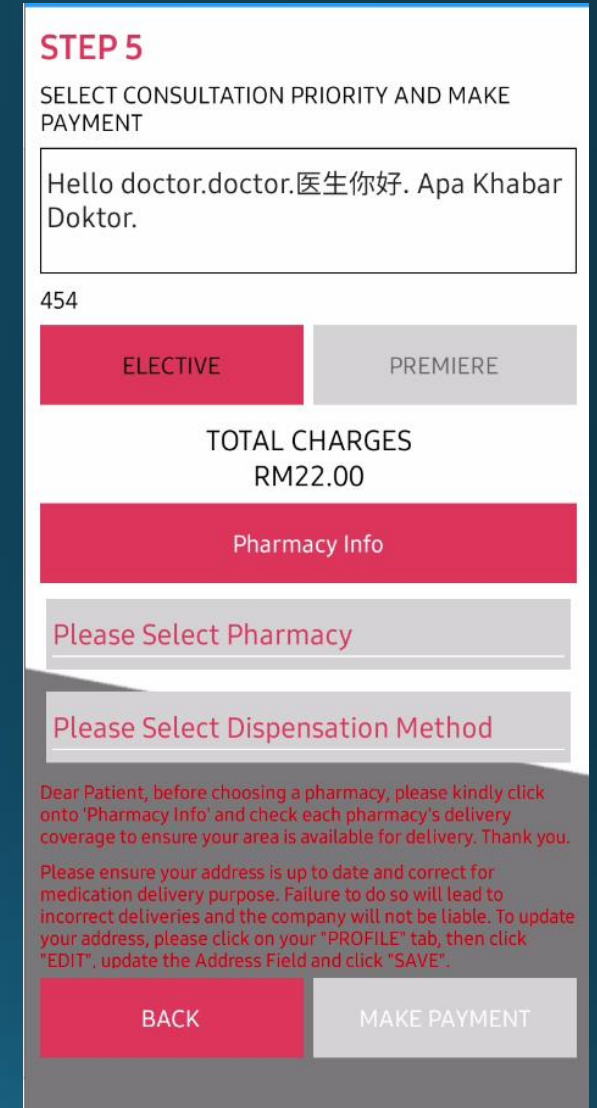 STEP 5
SELECT CONSULTATION PRIORITY AND MAKE
PAYMENT
Hello doctor.doctor.医生你好. Apa Khabar
Doktor.
454
ELECTIVE
PREMIERE
TOTAL CHARGES
RM22.00
Pharmacy Info
Please Select Pharmacy
Please Select Dispensation Method
Dear Patient, before choosing a pharmacy, please kindly click
onto 'Pharmacy Info' and check each pharmacy's delivery
coverage to ensure your area is available for delivery. Thank you.
Please ensure your address is up to date and correct for
medication delivery purpose. Failure to do so will lead to
incorrect deliveries and the company will not be liable. To update
your address, please click on your "PROFILE" tab, then click
"EDIT", update the Address Field and click "SAVE".
BACK
MAKE PAYMENT